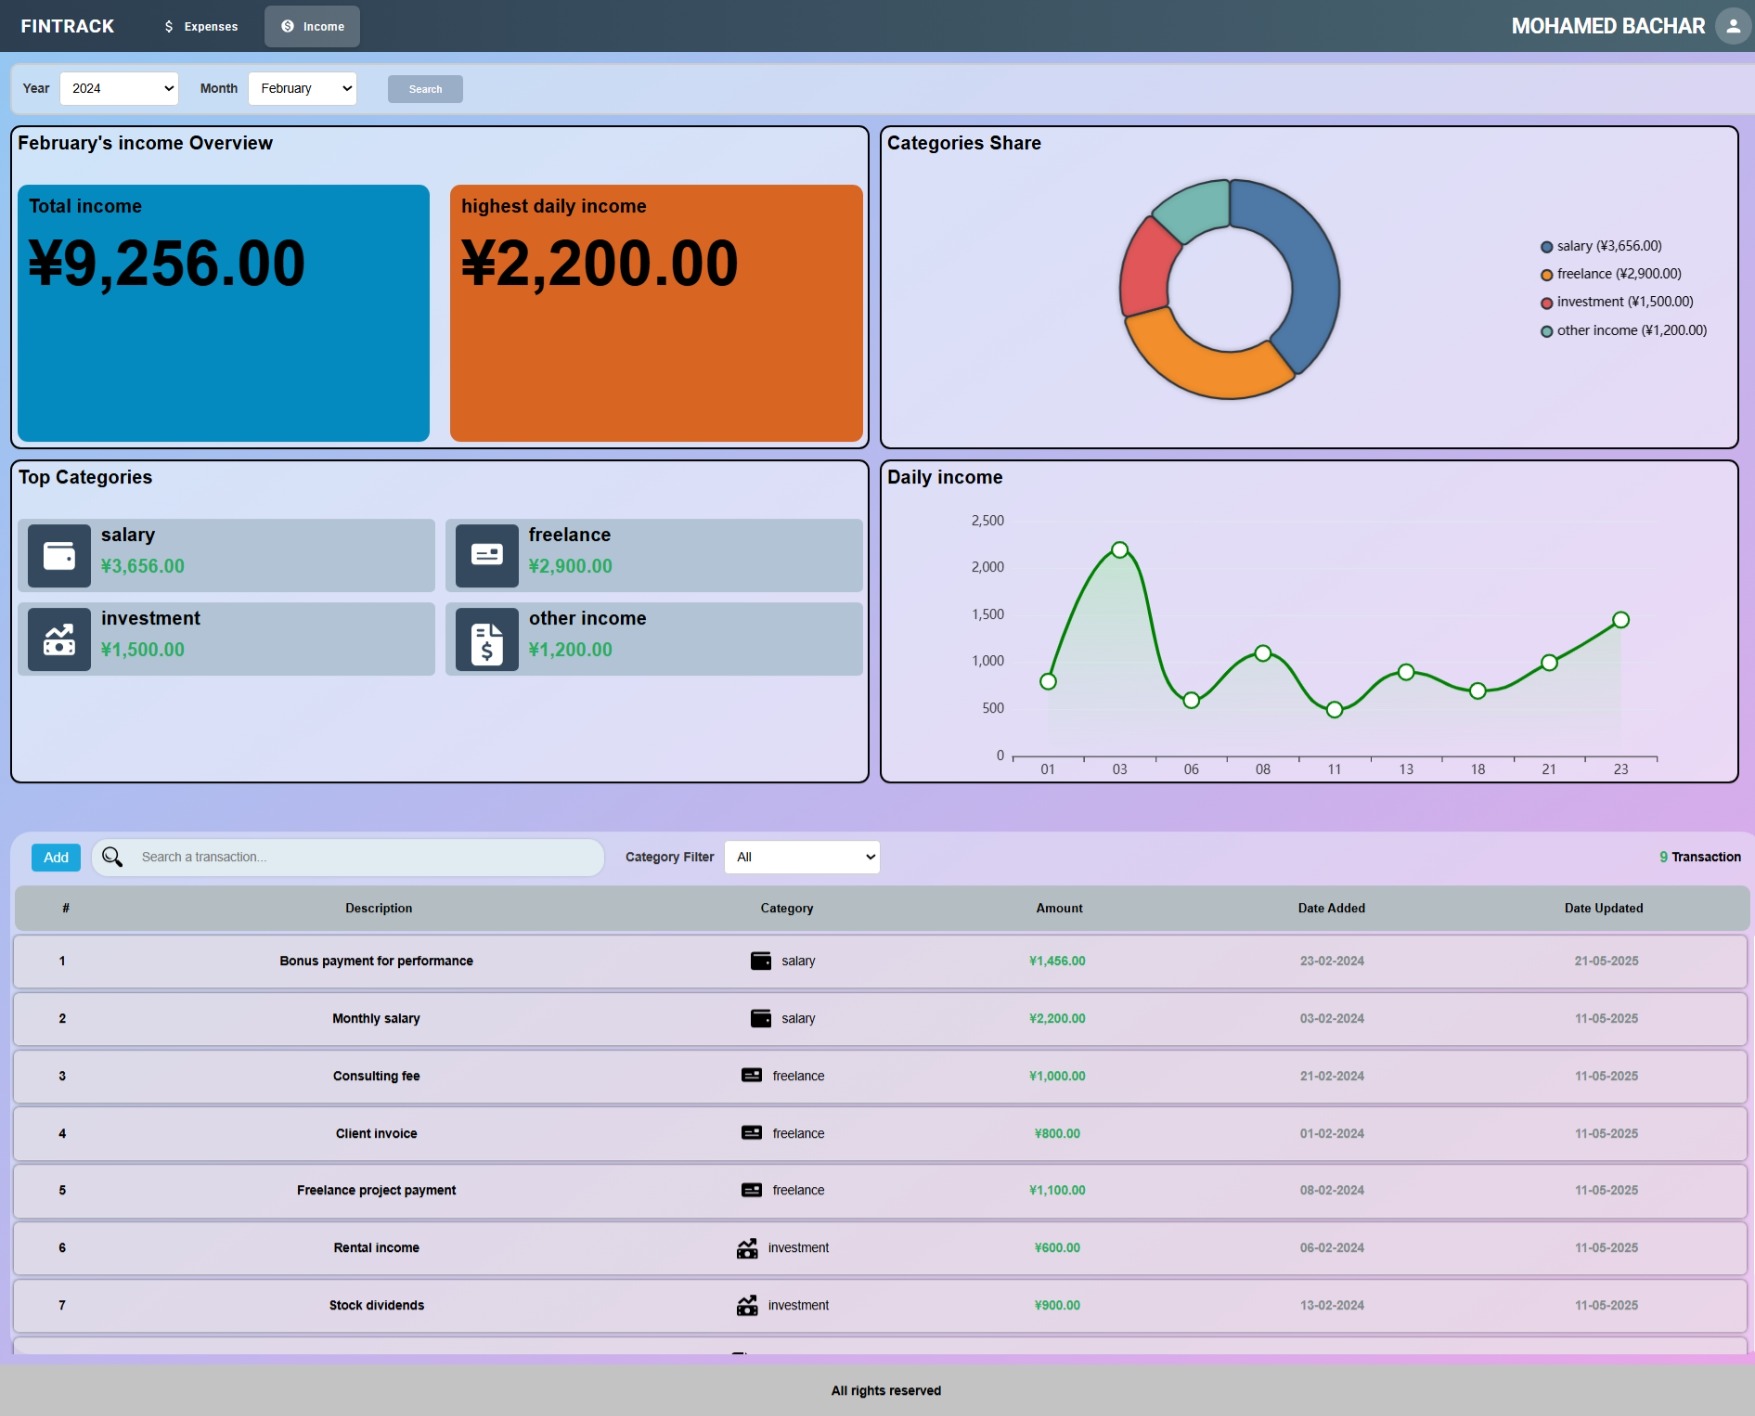 FINTRACK
$ Expenses
Income
MOHAMED BACHAR
Year 2024 Month February Search
February's income Overview
Total income
¥9,256.00
highest daily income
¥2,200.00
Categories Share
salary (¥3,656.00)
freelance (¥2,900.00)
investment (¥1,500.00)
other income (¥1,200.00)
Top Categories
salary
¥3,656.00
freelance
¥2,900.00
investment
¥1,500.00
other income
¥1,200.00
Daily income
2,500
2,000
1,500
1,000
500
0
01 03 06 08 11 13 18 21 23
Add Search a transaction... Category Filter All 9 Transaction
# Description Category Amount Date Added Date Updated
1 Bonus payment for performance salary ¥1,456.00 23-02-2024 21-05-2025
2 Monthly salary salary ¥2,200.00 03-02-2024 11-05-2025
3 Consulting fee freelance ¥1,000.00 21-02-2024 11-05-2025
4 Client invoice freelance ¥800.00 01-02-2024 11-05-2025
5 Freelance project payment freelance ¥1,100.00 08-02-2024 11-05-2025
6 Rental income investment ¥600.00 06-02-2024 11-05-2025
7 Stock dividends investment ¥900.00 13-02-2024 11-05-2025
All rights reserved